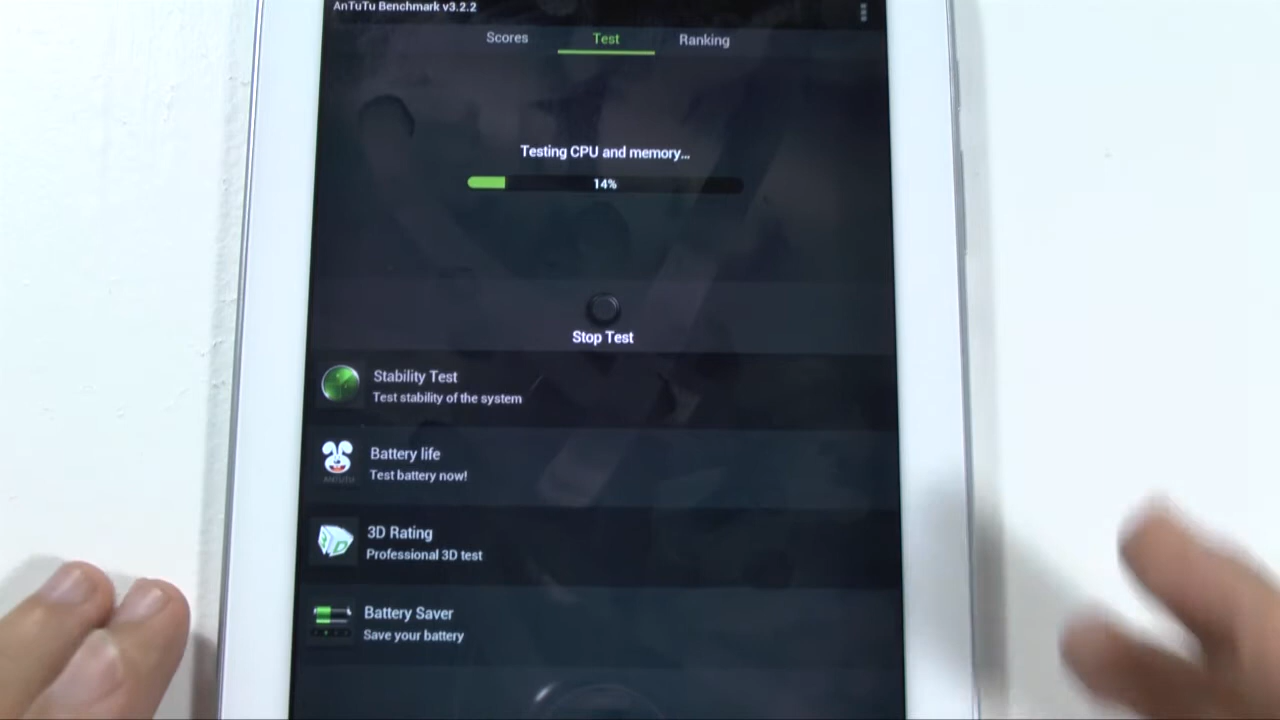 AnTuTu Benchmark v3.2.2
Scores Test Ranking
Testing CPU and memory...
14%
Stop Test
Stability Test
Test stability of the system
Battery life
Test battery now!
ANTUTU
3D Rating
Professional 3D test
Battery Saver
Save your battery